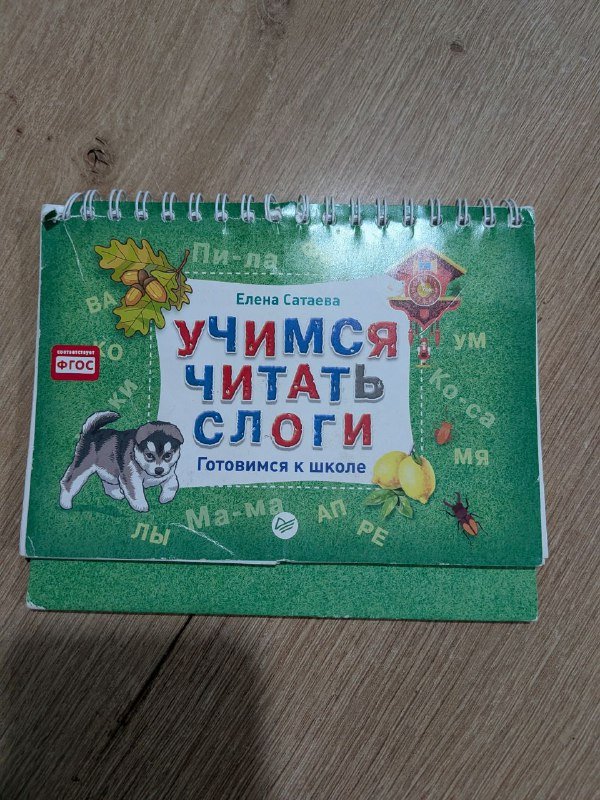 Пи-ла
Елена Сатаева
ВА
УЧИМСЯ
УМ
КО
соответствует
ФГОС
ЧИТАТЬ
Ко-са
КИ
СЛОГИ
МЯ
Готовимся к школе
Ма-ма
АП
РЕ
ЛЫ